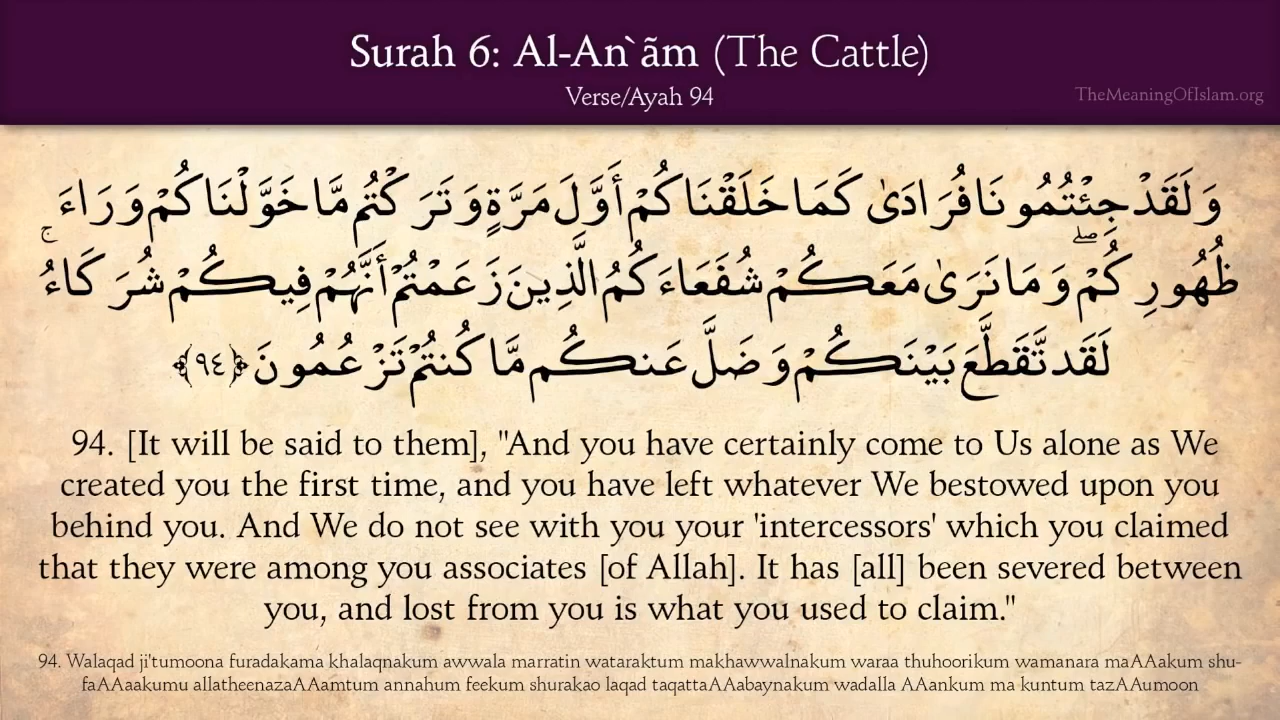 Surah 6: Al-An`ãm (The Cattle)
Verse/Ayah 94
TheMeaningOfIslam.org
وَلَقَدْ جِئْتُمُونَا فُرَادَىٰ كَمَا خَلَقْنَاكُمْ أَوَّلَ مَرَّةٍ وَتَرَكْتُم مَّا خَوَّلْنَاكُمْ وَرَاءَ
ظُهُورِكُمْ ۖ وَمَا نَرَىٰ مَعَكُمْ شُفَعَاءَكُمُ الَّذِينَ زَعَمْتُمْ أَنَّهُمْ فِيكُمْ شُرَكَاءُ ۚ
لَقَد تَّقَطَّعَ بَيْنَكُمْ وَضَلَّ عَنكُم مَّا كُنتُمْ تَزْعُمُونَ ﴿٩٤﴾
94. [It will be said to them], "And you have certainly come to Us alone as We
created you the first time, and you have left whatever We bestowed upon you
behind you. And We do not see with you your 'intercessors' which you claimed
that they were among you associates [of Allah]. It has [all] been severed between
you, and lost from you is what you used to claim."
94. Walaqad ji'tumoona furadakama khalaqnakum awwala marratin wataraktum makhawwalnakum waraa thuhoorikum wamanara maAAakum shu-
faAAaakumu allatheenazaAAamtum annahum feekum shurakao laqad taqattaAAabaynakum wadalla AAankum ma kuntum tazAAumoon